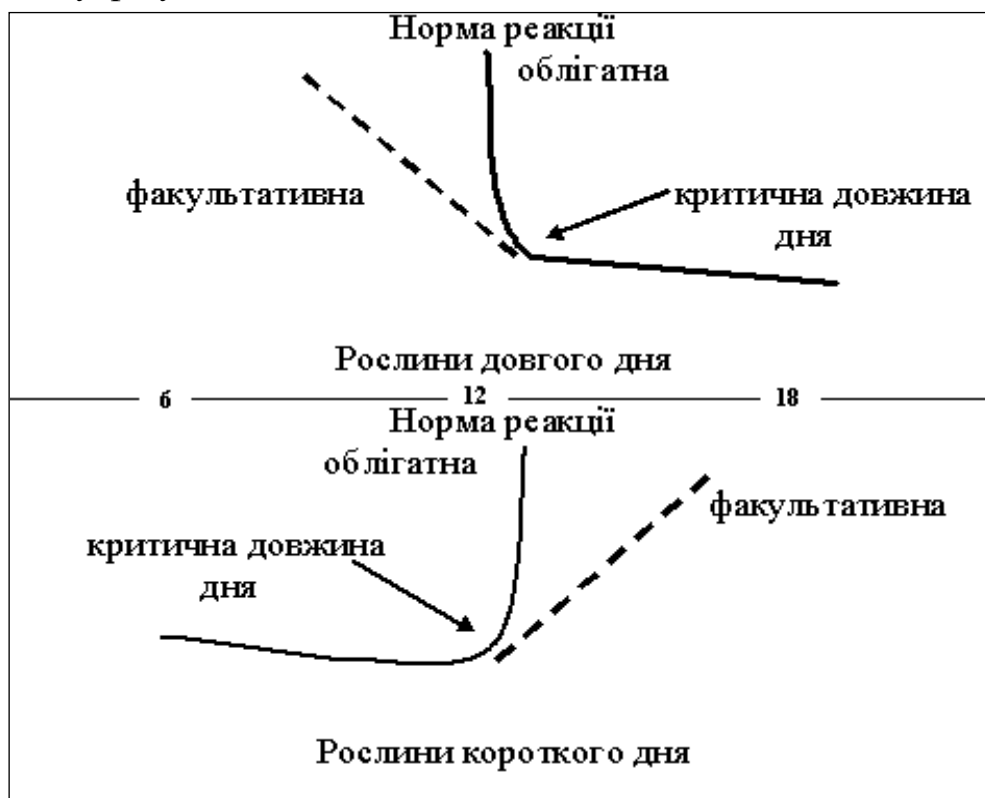 Норма реакції
облігатна
факультативна
критична довжина
дня
Рослини довгого дня
6 12 18
Норма реакції
облігатна
факультативна
критична довжина
дня
Рослини короткого дня